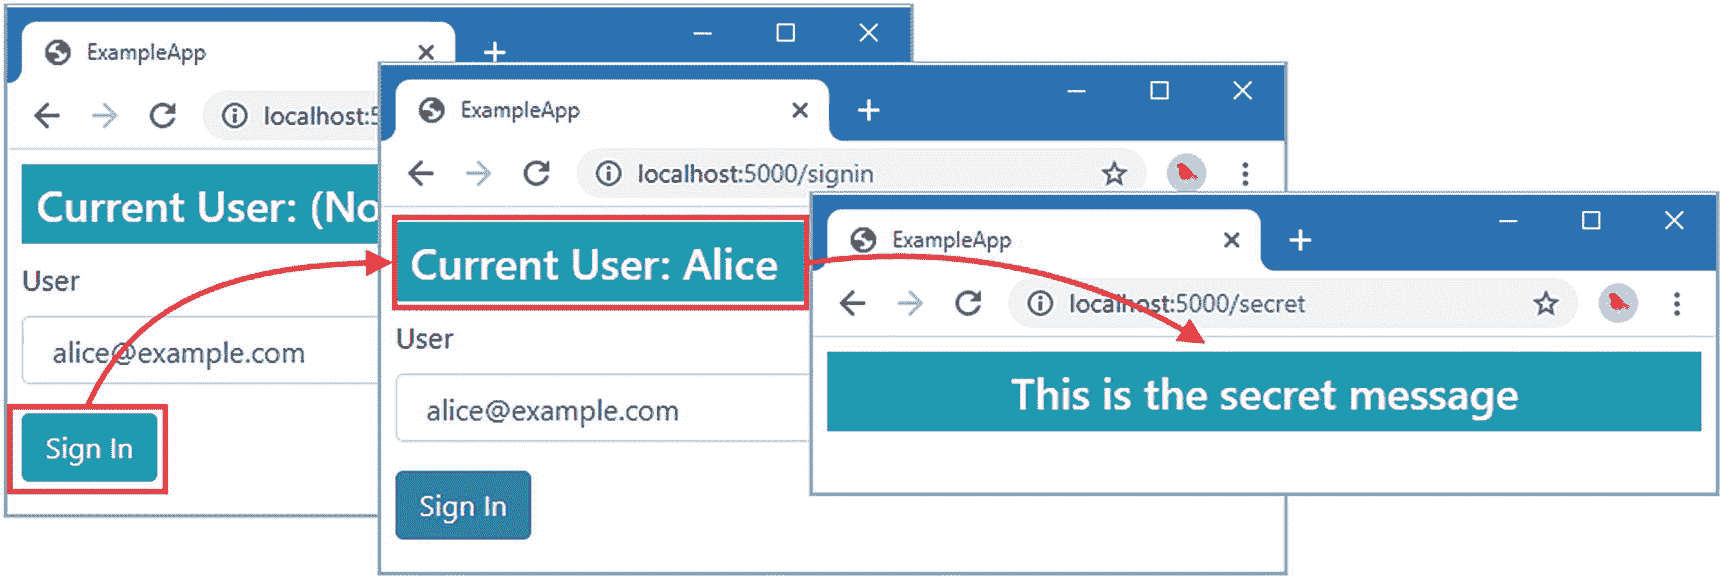 ExampleApp
localhost:5
Current User: (No
User
alice@example.com
Sign In
ExampleApp
localhost:5000/signin
Current User: Alice
User
alice@example.com
Sign In
ExampleApp
localhost:5000/secret
This is the secret message